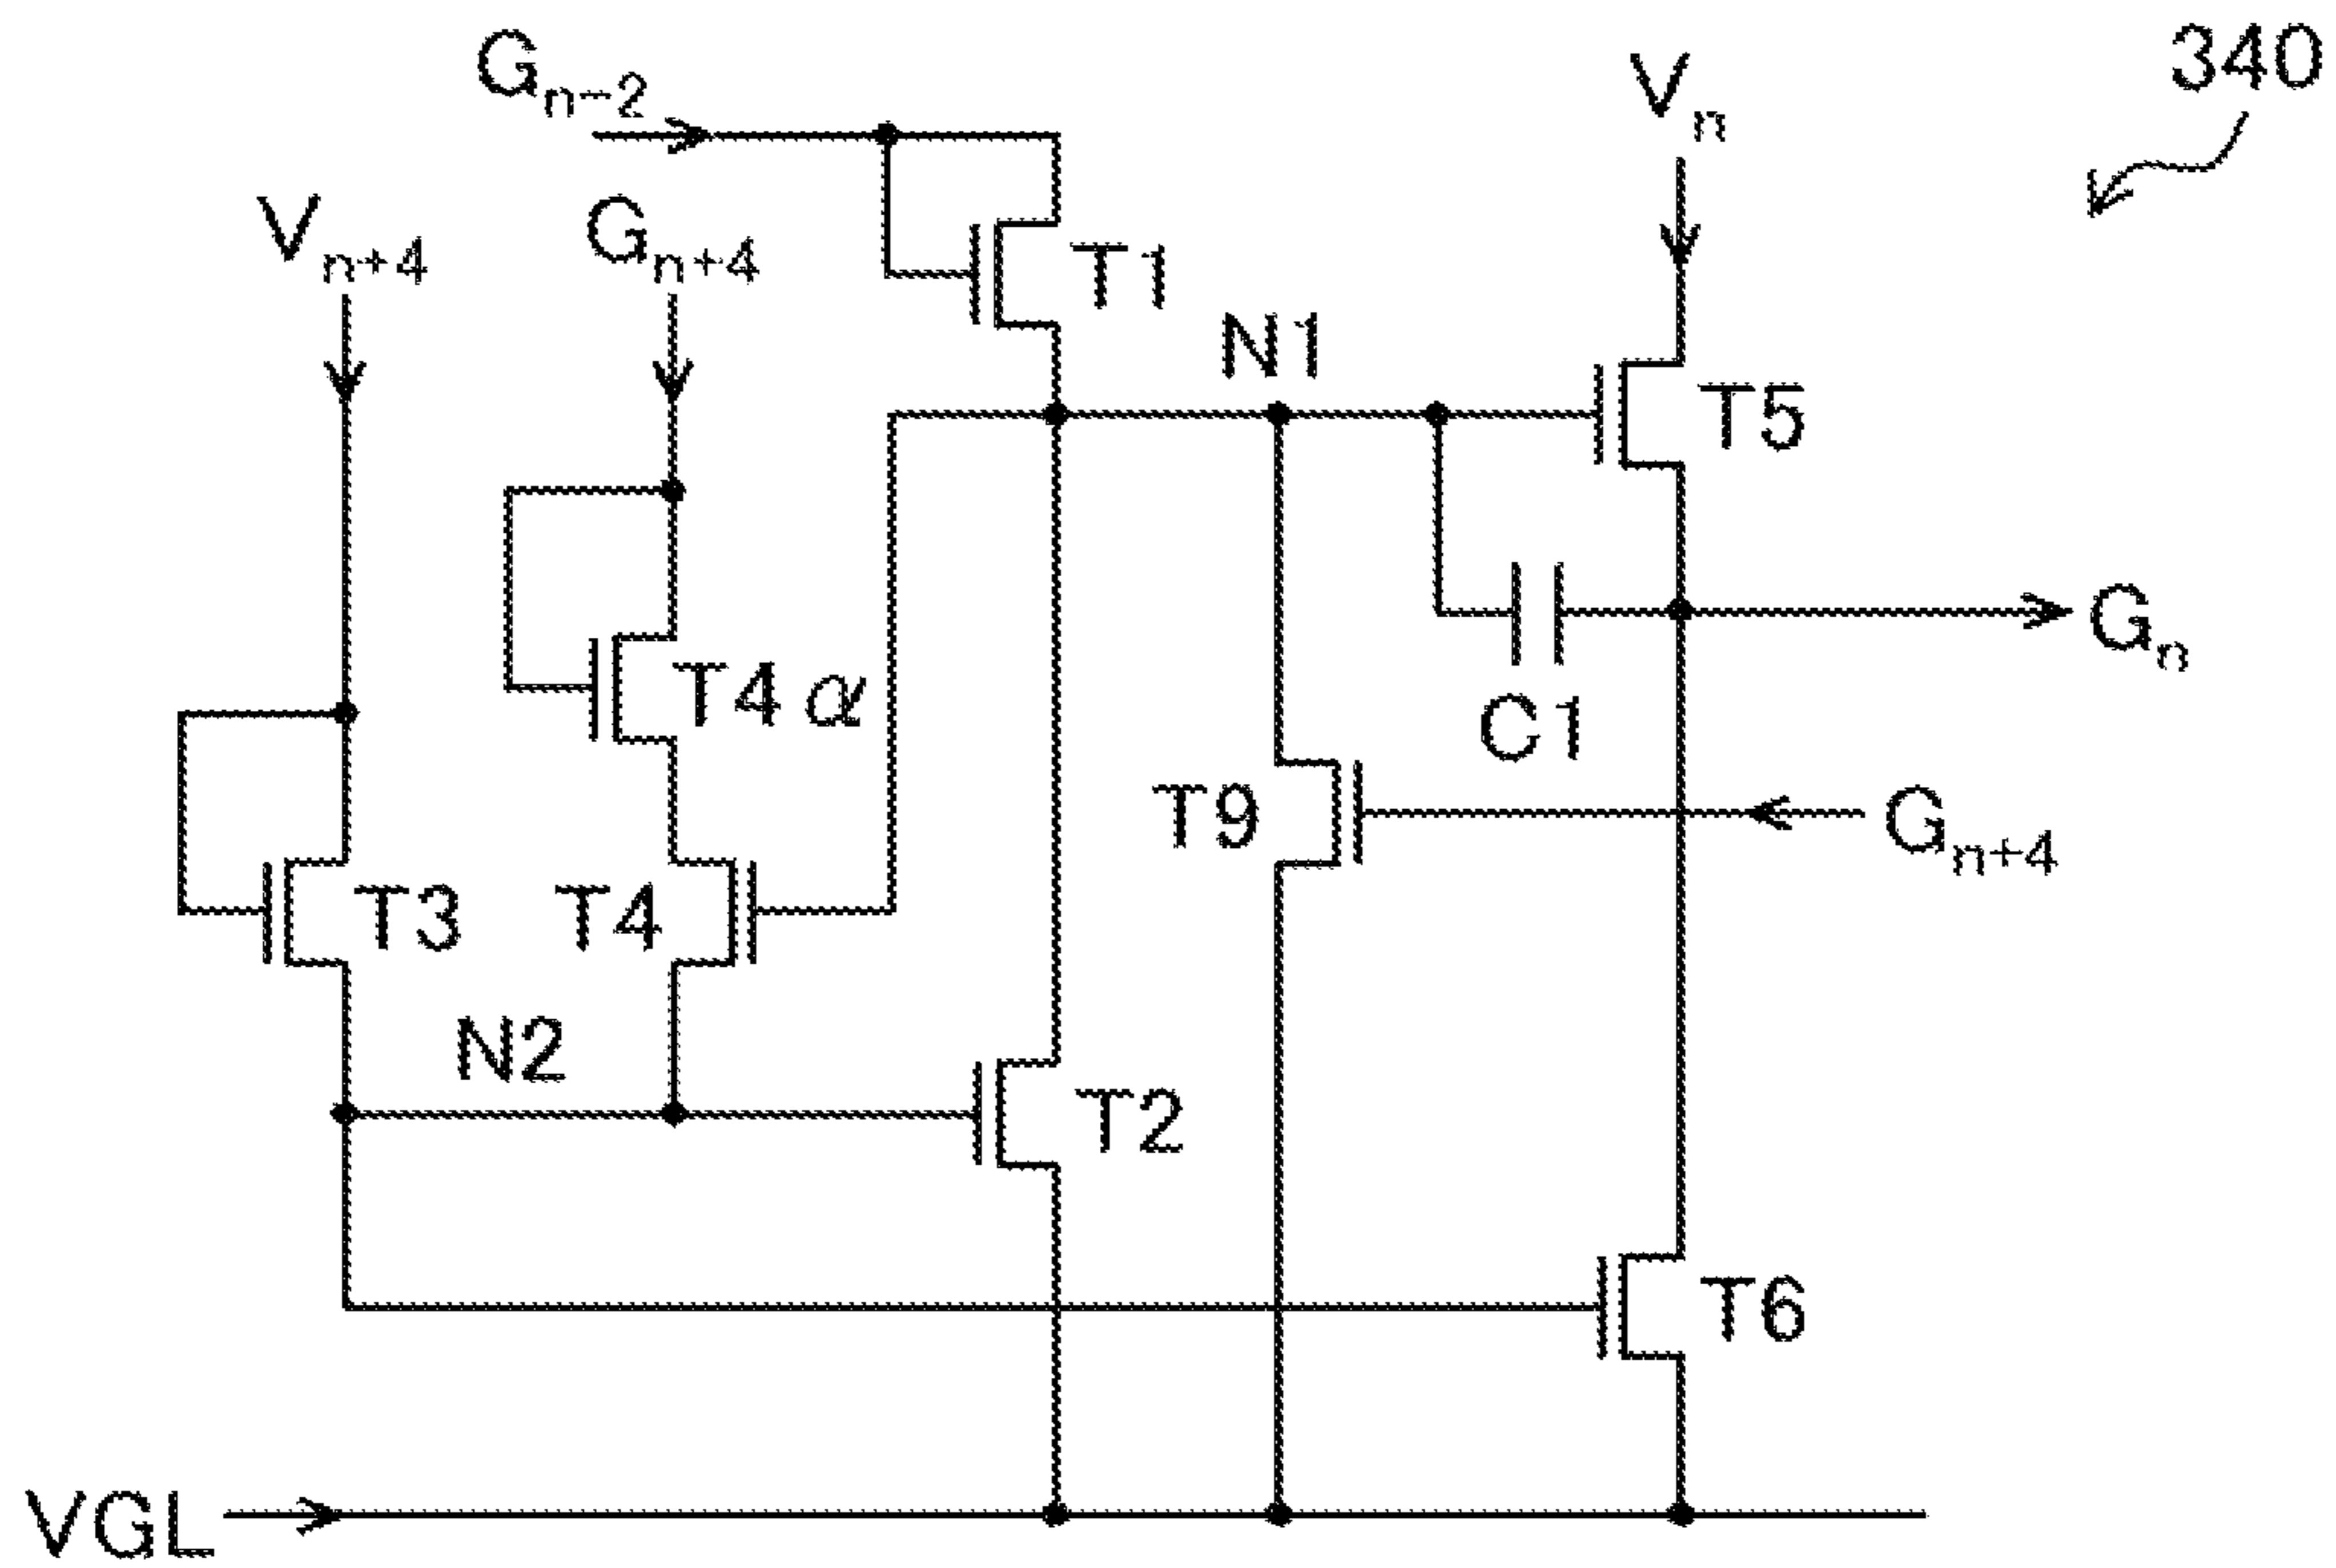 340
G_{n-2}
V_n
V_{n+4}
G_{n+4}
T1
N1
T5
G_n
T4α
C1
T9
G_{n+4}
T3
T4
N2
T2
T6
VGL